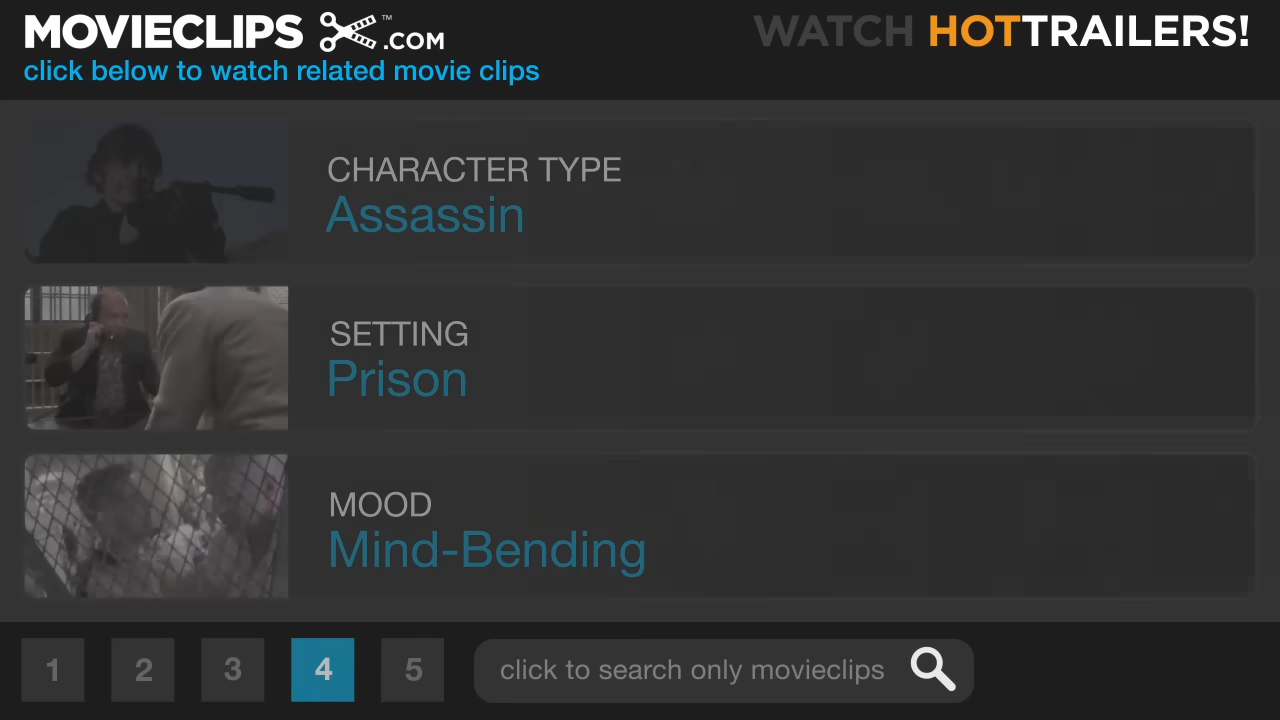 MOVIECLIPS ™ .COM
WATCH HOTTRAILERS!
click below to watch related movie clips
CHARACTER TYPE
Assassin
SETTING
Prison
MOOD
Mind-Bending
1 2 3 4 5
click to search only movieclips